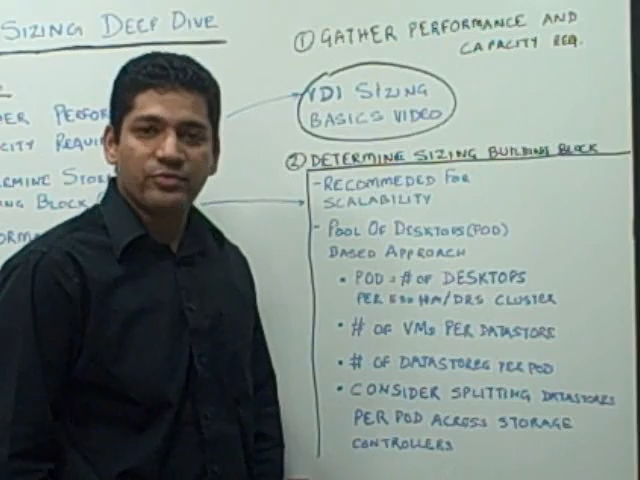 SIZING DEEP DIVE
① GATHER PERFORMANCE AND
CAPACITY REQ.
VDI SIZING
BASICS VIDEO
② DETERMINE SIZING BUILDING BLOCK
- RECOMMEDED FOR
SCALABILITY
- POOL OF DESKTOPS (POD)
BASED APPROACH
• POD = # OF DESKTOPS
PER ESX HA/DRS CLUSTER
• # OF VMs PER DATASTORE
• # OF DATASTORES PER POD
• CONSIDER SPLITTING DATASTORES
PER POD ACROSS STORAGE
CONTROLLERS